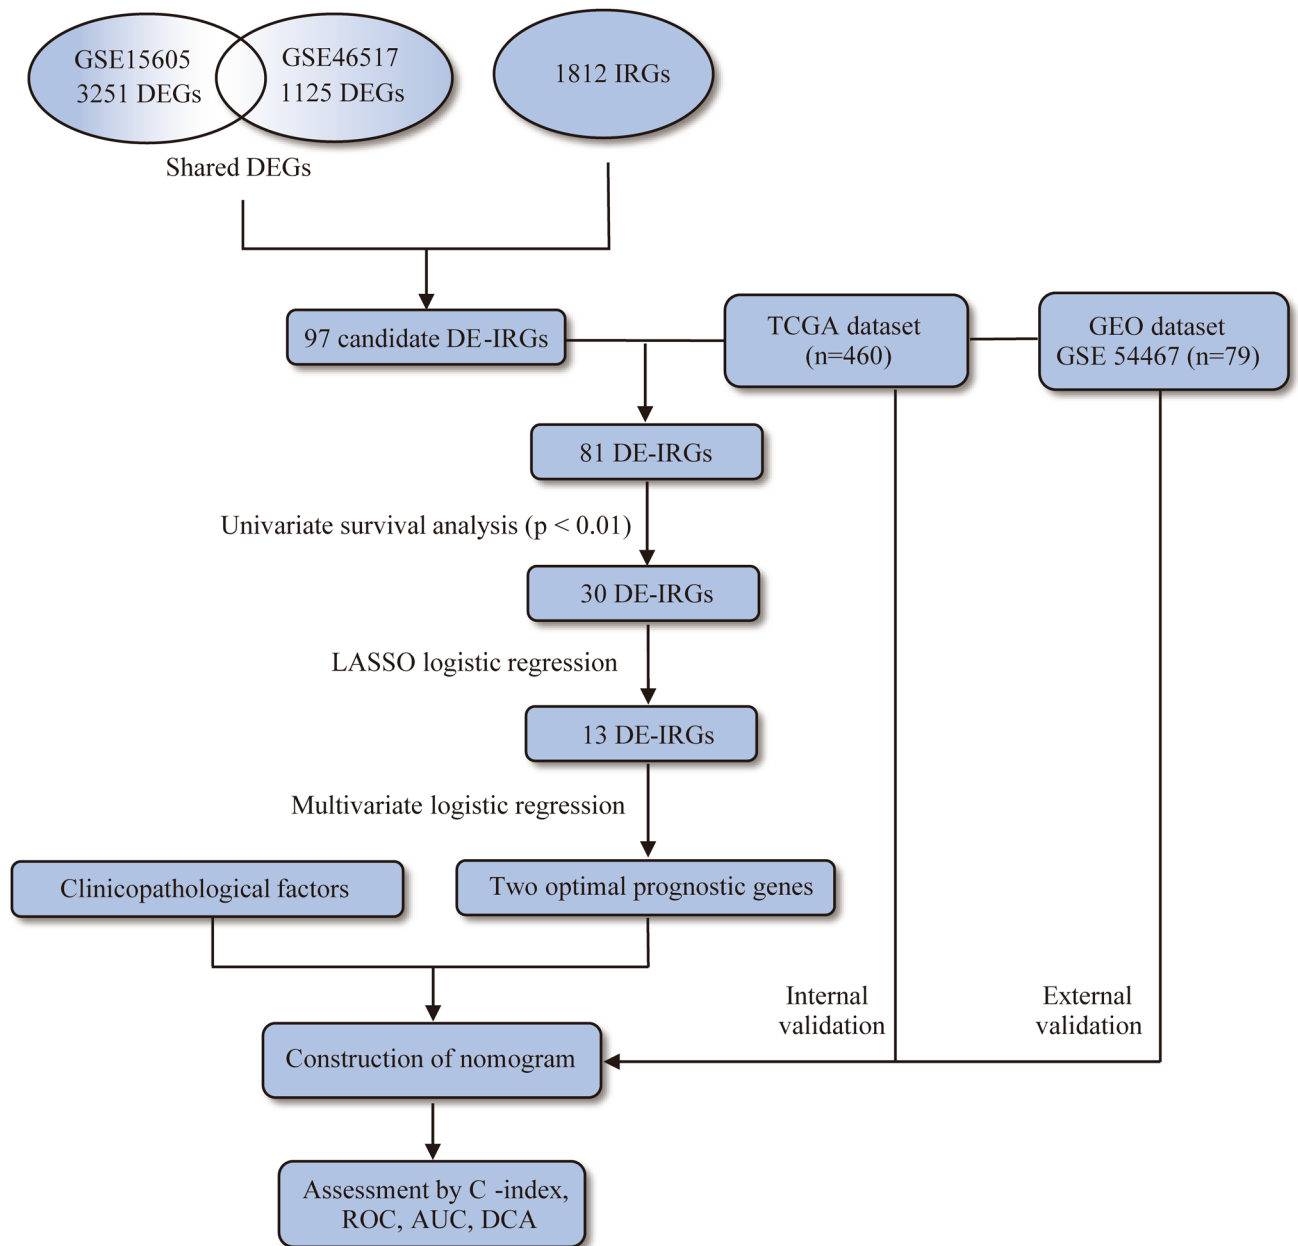 GSE15605
3251 DEGs
GSE46517
1125 DEGs
1812 IRGs
Shared DEGs
97 candidate DE-IRGs
TCGA dataset
(n=460)
GEO dataset
GSE 54467 (n=79)
81 DE-IRGs
Univariate survival analysis (p < 0.01)
30 DE-IRGs
LASSO logistic regression
13 DE-IRGs
Multivariate logistic regression
Clinicopathological factors
Two optimal prognostic genes
Internal
validation
External
validation
Construction of nomogram
Assessment by C -index,
ROC, AUC, DCA